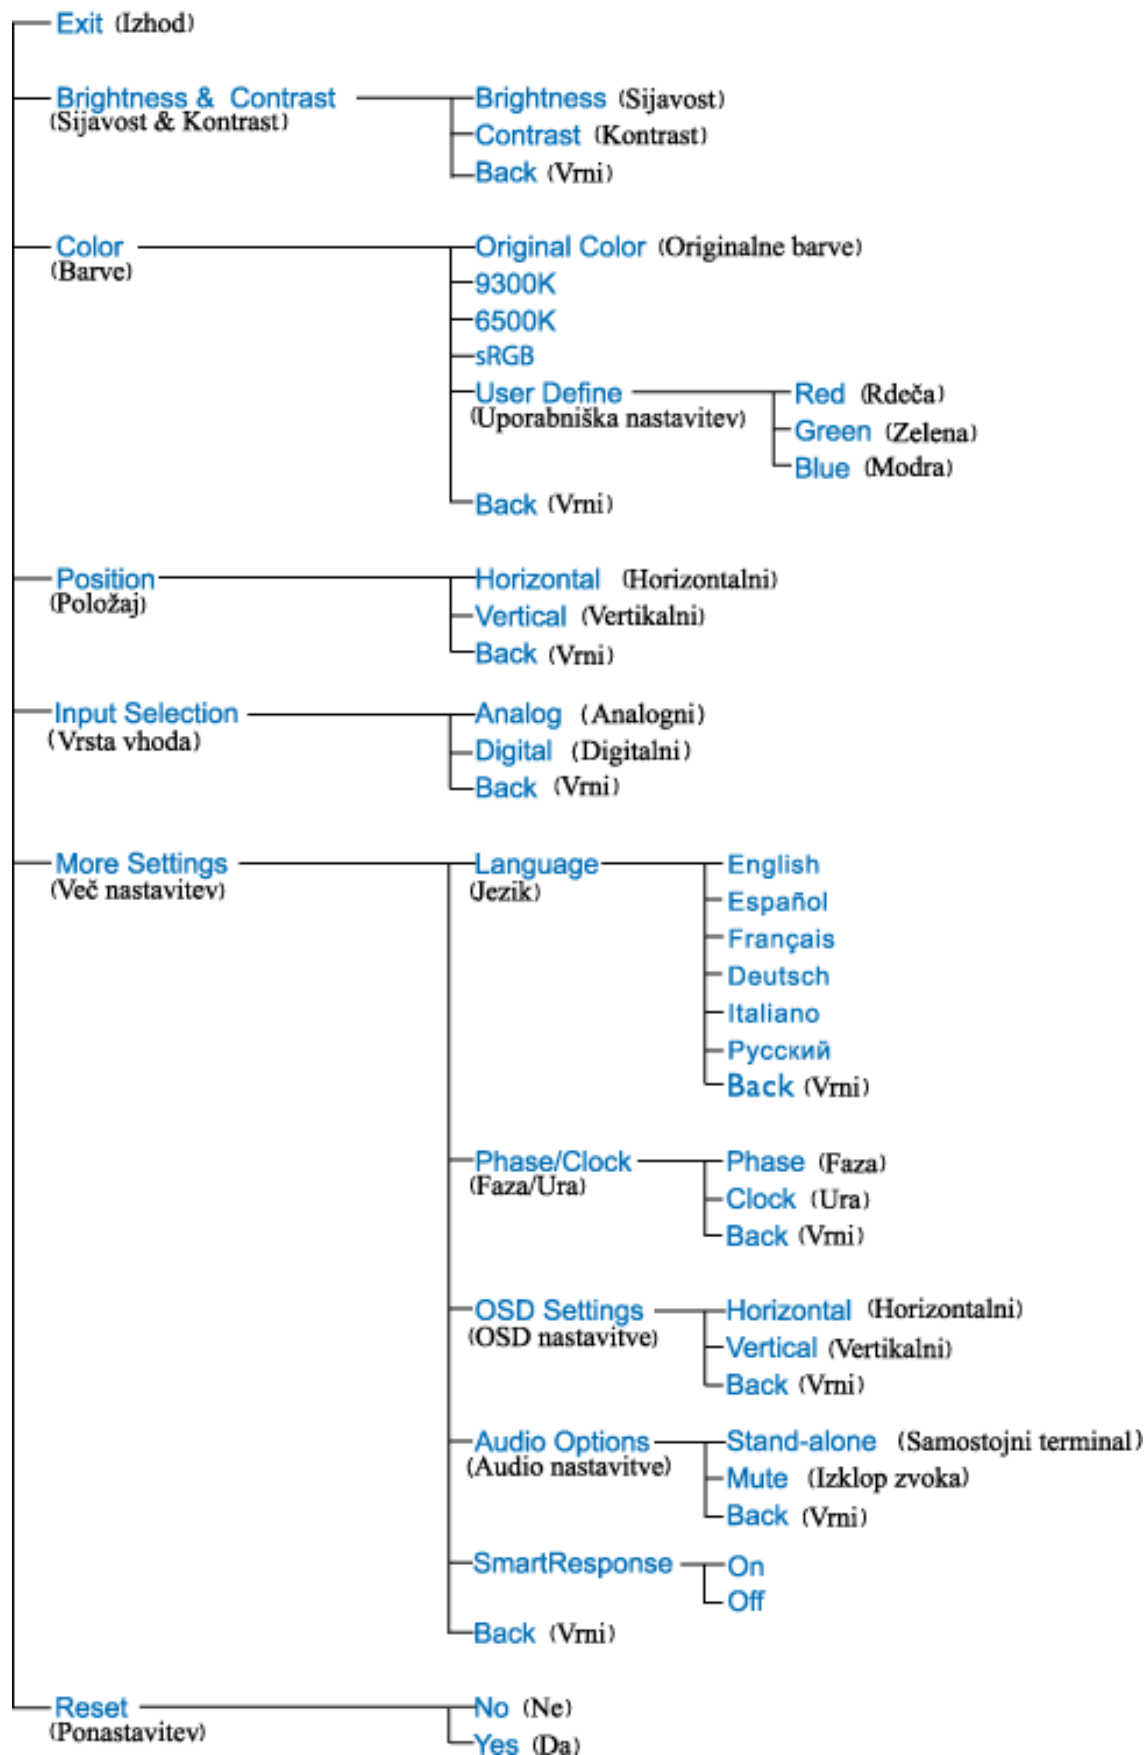 Exit (Izhod)
Brightness & Contrast
(Sijavost & Kontrast)
Brightness (Sijavost)
Contrast (Kontrast)
Back (Vrni)
Color
(Barve)
Original Color (Originalne barve)
9300K
6500K
sRGB
User Define
(Uporabniška nastavitev)
Red (Rdeča)
Green (Zelena)
Blue (Modra)
Back (Vrni)
Position
(Položaj)
Horizontal (Horizontalni)
Vertical (Vertikalni)
Back (Vrni)
Input Selection
(Vrsta vhoda)
Analog (Analogni)
Digital (Digitalni)
Back (Vrni)
More Settings
(Več nastavitev)
Language
(Jezik)
English
Español
Français
Deutsch
Italiano
Русский
Back (Vrni)
Phase/Clock
(Faza/Ura)
Phase (Faza)
Clock (Ura)
Back (Vrni)
OSD Settings
(OSD nastavitve)
Horizontal (Horizontalni)
Vertical (Vertikalni)
Back (Vrni)
Audio Options
(Audio nastavitve)
Stand-alone (Samostojni terminal)
Mute (Izklop zvoka)
Back (Vrni)
SmartResponse
On
Off
Back (Vrni)
Reset
(Ponastavitev)
No (Ne)
Yes (Da)